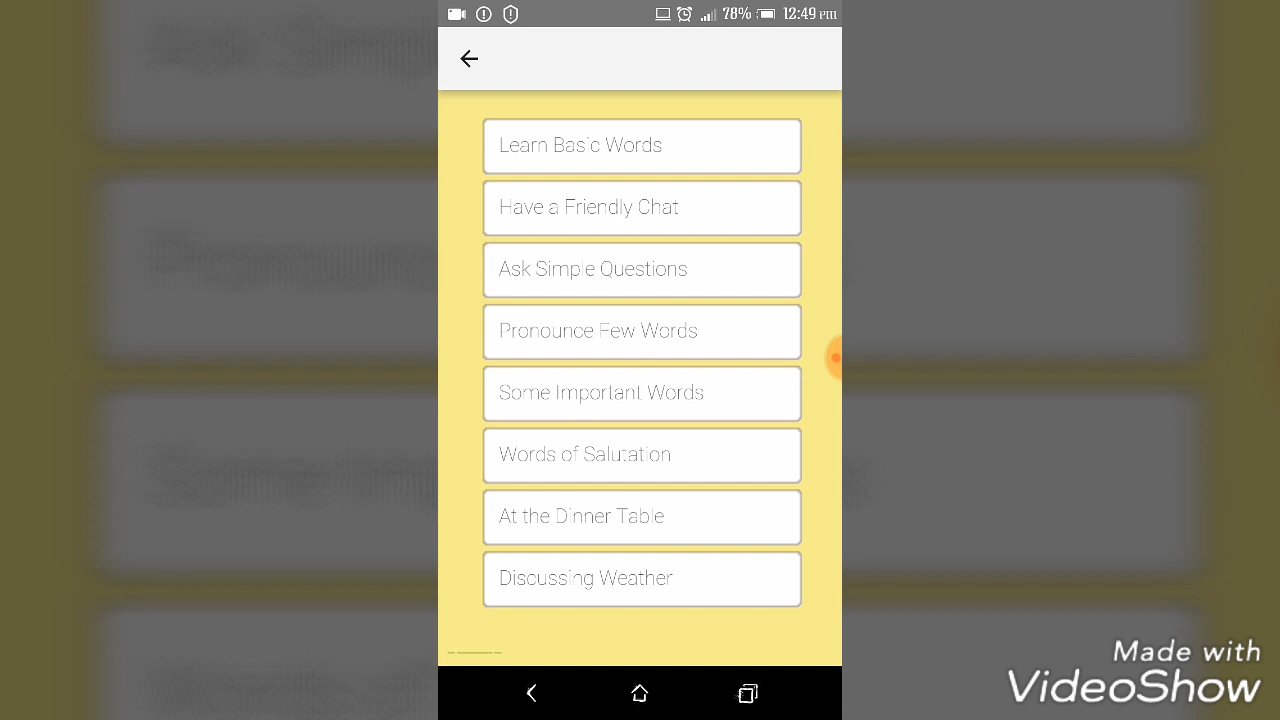 78% 12:49 PM
Learn Basic Words
Have a Friendly Chat
Ask Simple Questions
Pronounce Few Words
Some Important Words
Words of Salutation
At the Dinner Table
Discussing Weather
Made with
VideoShow